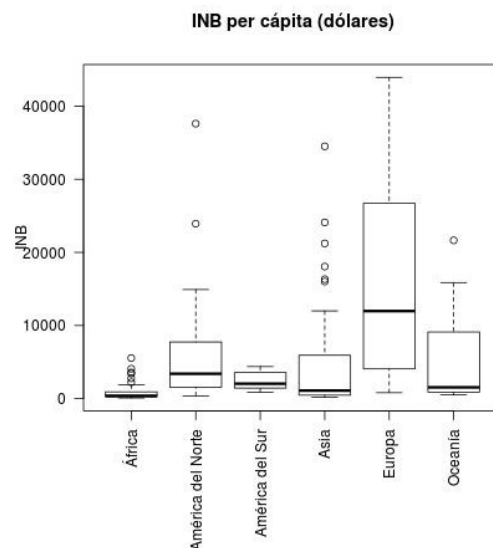 INB per cápita (dólares)
INB
40000
30000
20000
10000
0
África
América del Norte
América del Sur
Asia
Europa
Oceanía